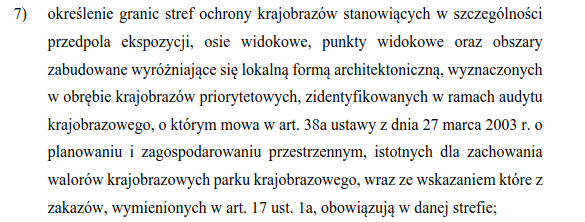 7) określenie granic stref ochrony krajobrazów stanowiących w szczególności
przedpola ekspozycji, osie widokowe, punkty widokowe oraz obszary
zabudowane wyróżniające się lokalną formą architektoniczną, wyznaczonych
w obrębie krajobrazów priorytetowych, zidentyfikowanych w ramach audytu
krajobrazowego, o którym mowa w art. 38a ustawy z dnia 27 marca 2003 r. o
planowaniu i zagospodarowaniu przestrzennym, istotnych dla zachowania
walorów krajobrazowych parku krajobrazowego, wraz ze wskazaniem które z
zakazów, wymienionych w art. 17 ust. 1a, obowiązują w danej strefie;